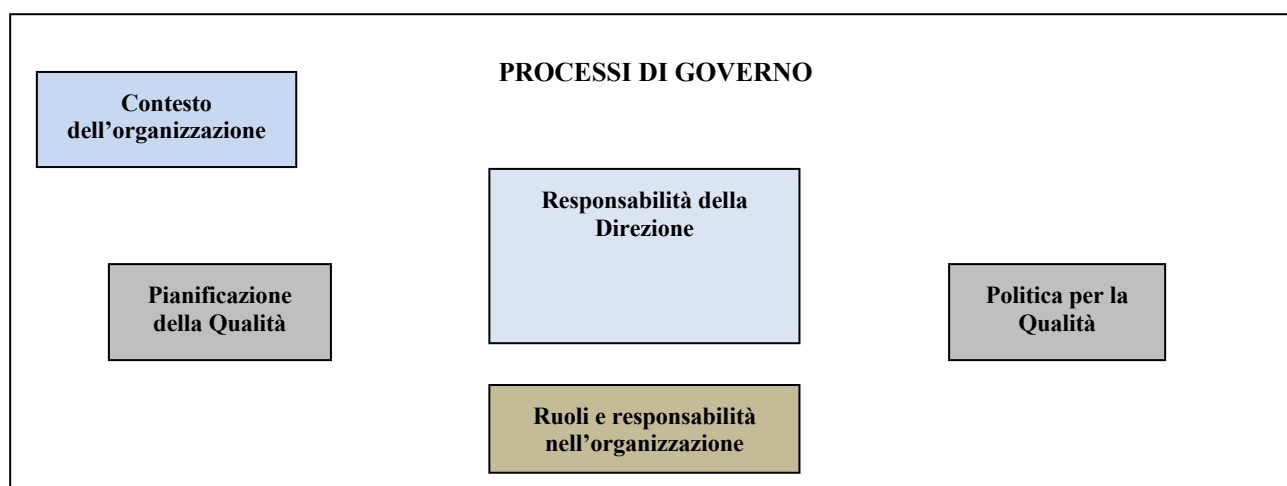 PROCESSI DI GOVERNO
Contesto
dell’organizzazione
Responsabilità della
Direzione
Pianificazione
della Qualità
Politica per la
Qualità
Ruoli e responsabilità
nell’organizzazione